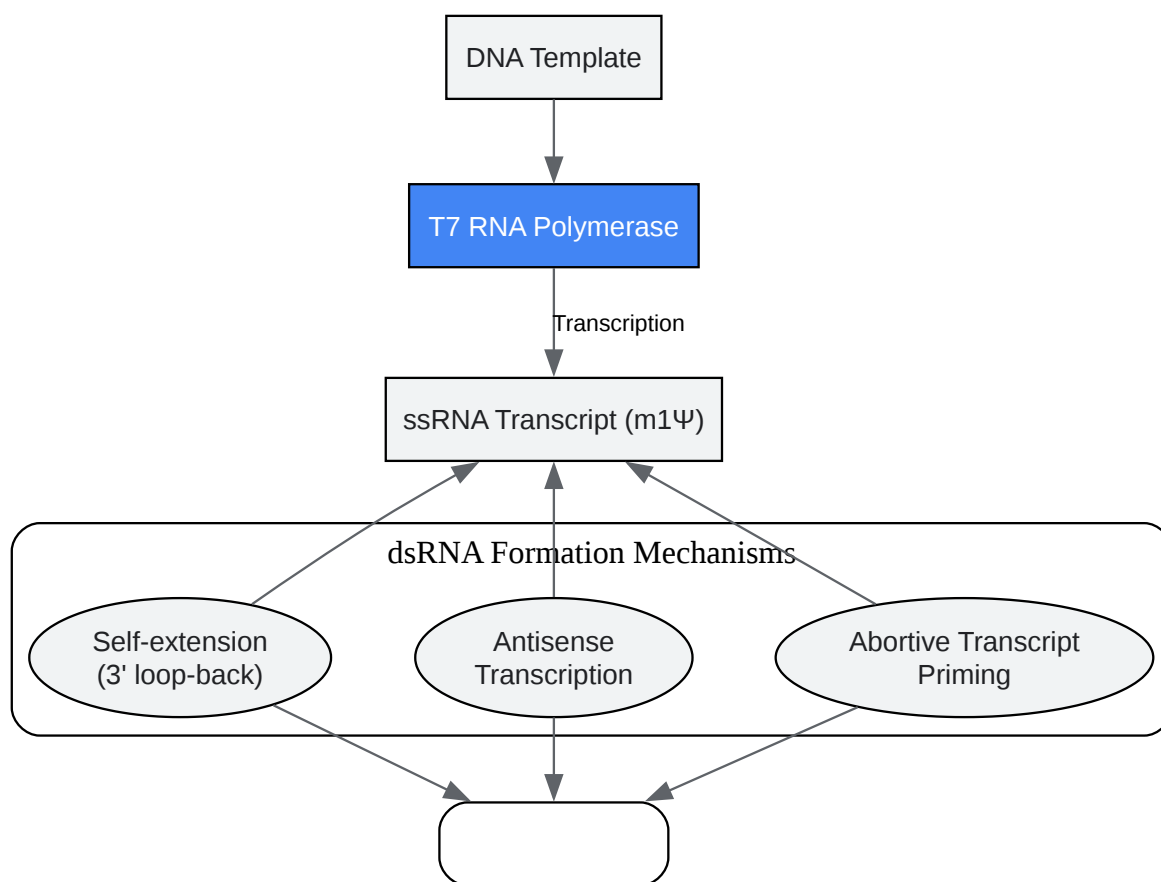 DNA Template
T7 RNA Polymerase
Transcription
ssRNA Transcript (m1Ψ)
dsRNA Formation Mechanisms
Self-extension
(3' loop-back)
Antisense
Transcription
Abortive Transcript
Priming